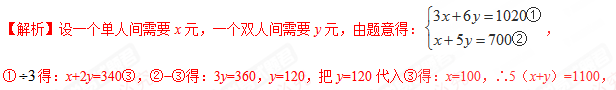 【解析】设一个单人间需要 x 元，一个双人间需要 y 元，由题意得：{3x+6y=1020① x+5y=700②，
①÷3得：x+2y=340③，②−③得：3y=360，y=120，把 y=120 代入③得：x=100，∴5（x+y）=1100，